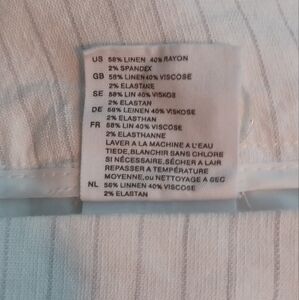 US 58% LINEN 40% RAYON
2% SPANDEX
GB 58% LINEN 40% VISCOSE
2% ELASTANE
SE 58% LIN 40% VISKOS
2% ELASTAN
DE 58% LEINEN 40% VISKOSE
2% ELASTHAN
FR 58% LIN 40% VISCOSE
2% ELASTHANNE
LAVER A LA MACHINE A L'EAU
TIEDE, BLANCHIR SANS CHLORE
SI NÉCESSAIRE, SÉCHER A L'AIR
REPASSER A TEMPÉRATURE
MOYENNE, ou NETTOYAGE A SEC
NL 58% LINNEN 40% VISCOSE
2% ELASTAN